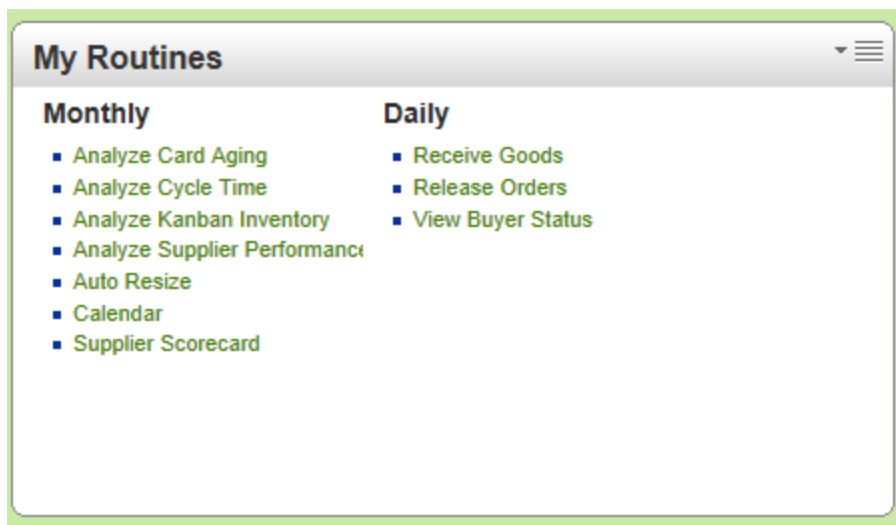 My Routines
Monthly
Analyze Card Aging
Analyze Cycle Time
Analyze Kanban Inventory
Analyze Supplier Performance
Auto Resize
Calendar
Supplier Scorecard
Daily
Receive Goods
Release Orders
View Buyer Status